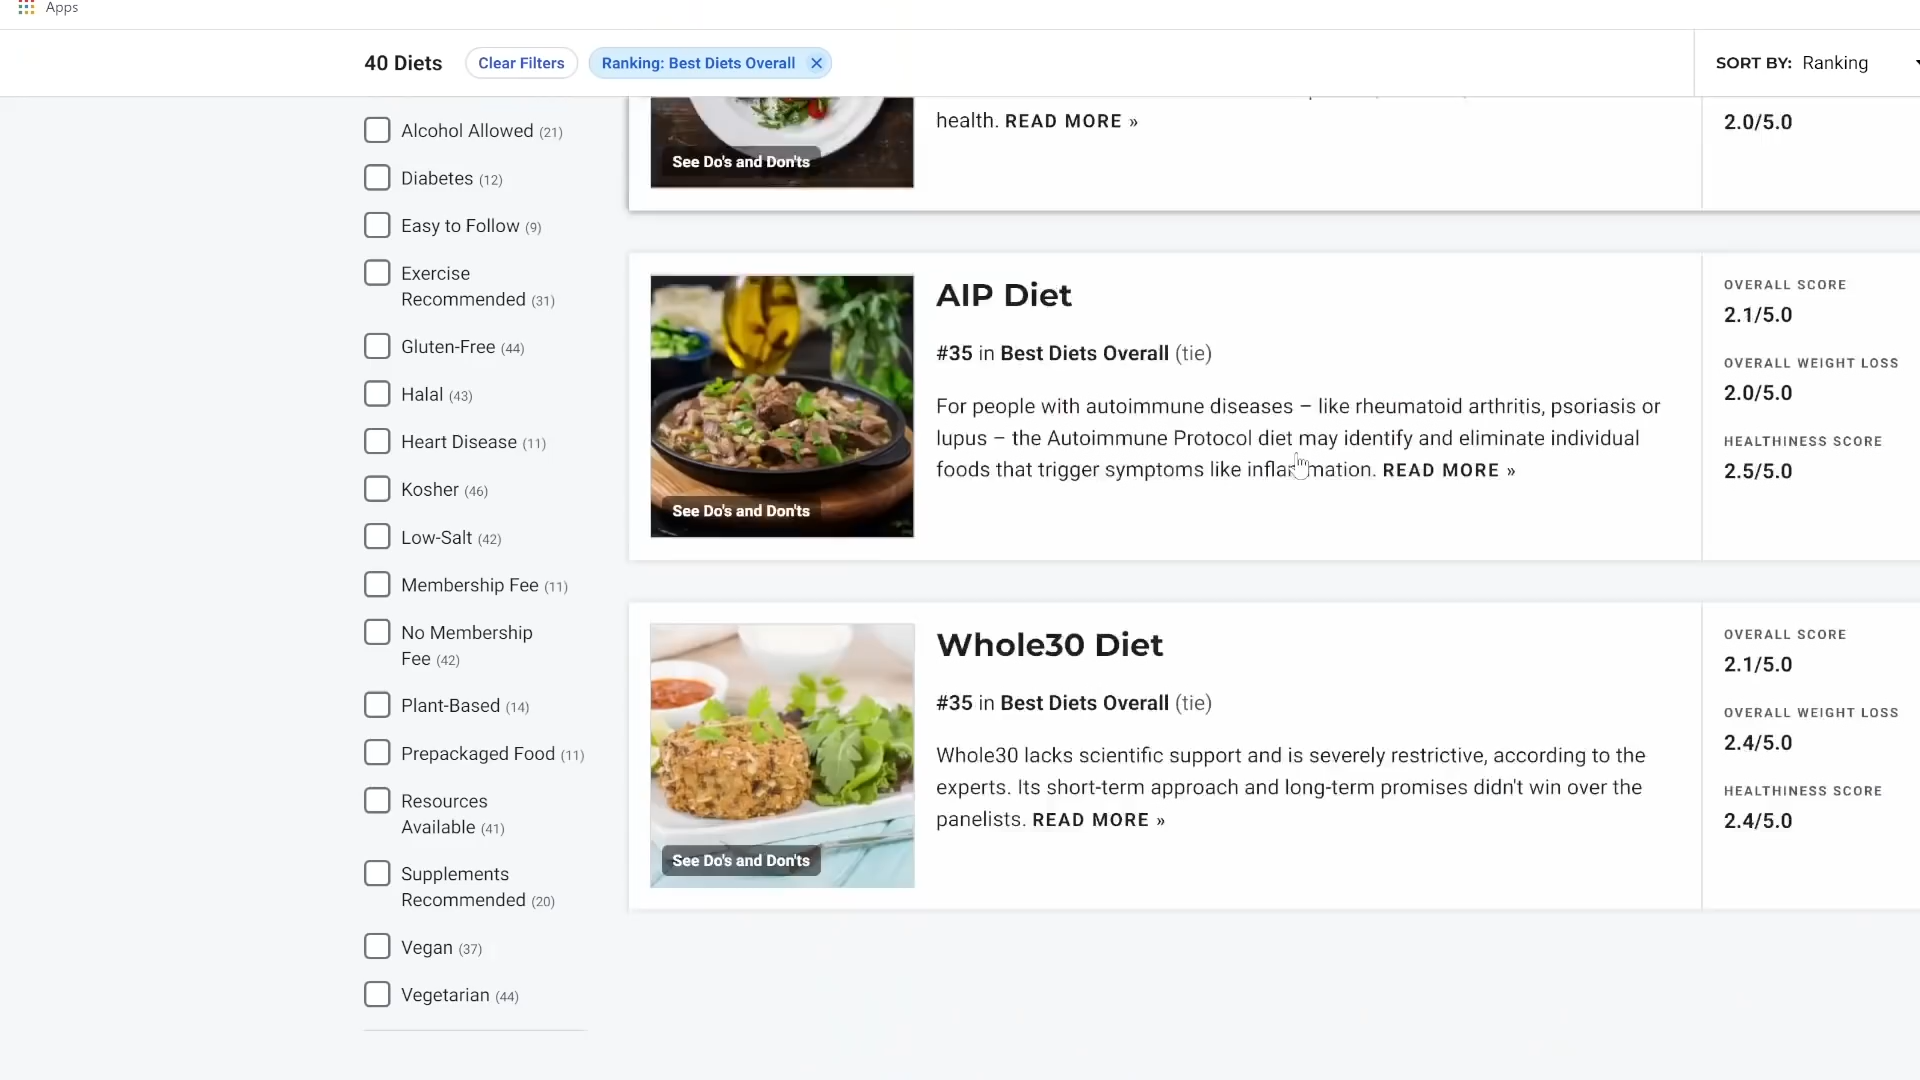 Apps
40 Diets
Clear Filters
Ranking: Best Diets Overall
SORT BY: Ranking
Alcohol Allowed (21)
Diabetes (12)
Easy to Follow (9)
Exercise
Recommended (31)
Gluten-Free (44)
Halal (43)
Heart Disease (11)
Kosher (46)
Low-Salt (42)
Membership Fee (11)
No Membership
Fee (42)
Plant-Based (14)
Prepackaged Food (11)
Resources
Available (41)
Supplements
Recommended (20)
Vegan (37)
Vegetarian (44)
See Do's and Don'ts
health. READ MORE »
2.0/5.0
See Do's and Don'ts
AIP Diet
#35 in Best Diets Overall (tie)
For people with autoimmune diseases – like rheumatoid arthritis, psoriasis or
lupus – the Autoimmune Protocol diet may identify and eliminate individual
foods that trigger symptoms like inflammation. READ MORE »
OVERALL SCORE
2.1/5.0
OVERALL WEIGHT LOSS
2.0/5.0
HEALTHINESS SCORE
2.5/5.0
See Do's and Don'ts
Whole30 Diet
#35 in Best Diets Overall (tie)
Whole30 lacks scientific support and is severely restrictive, according to the
experts. Its short-term approach and long-term promises didn't win over the
panelists. READ MORE »
OVERALL SCORE
2.1/5.0
OVERALL WEIGHT LOSS
2.4/5.0
HEALTHINESS SCORE
2.4/5.0